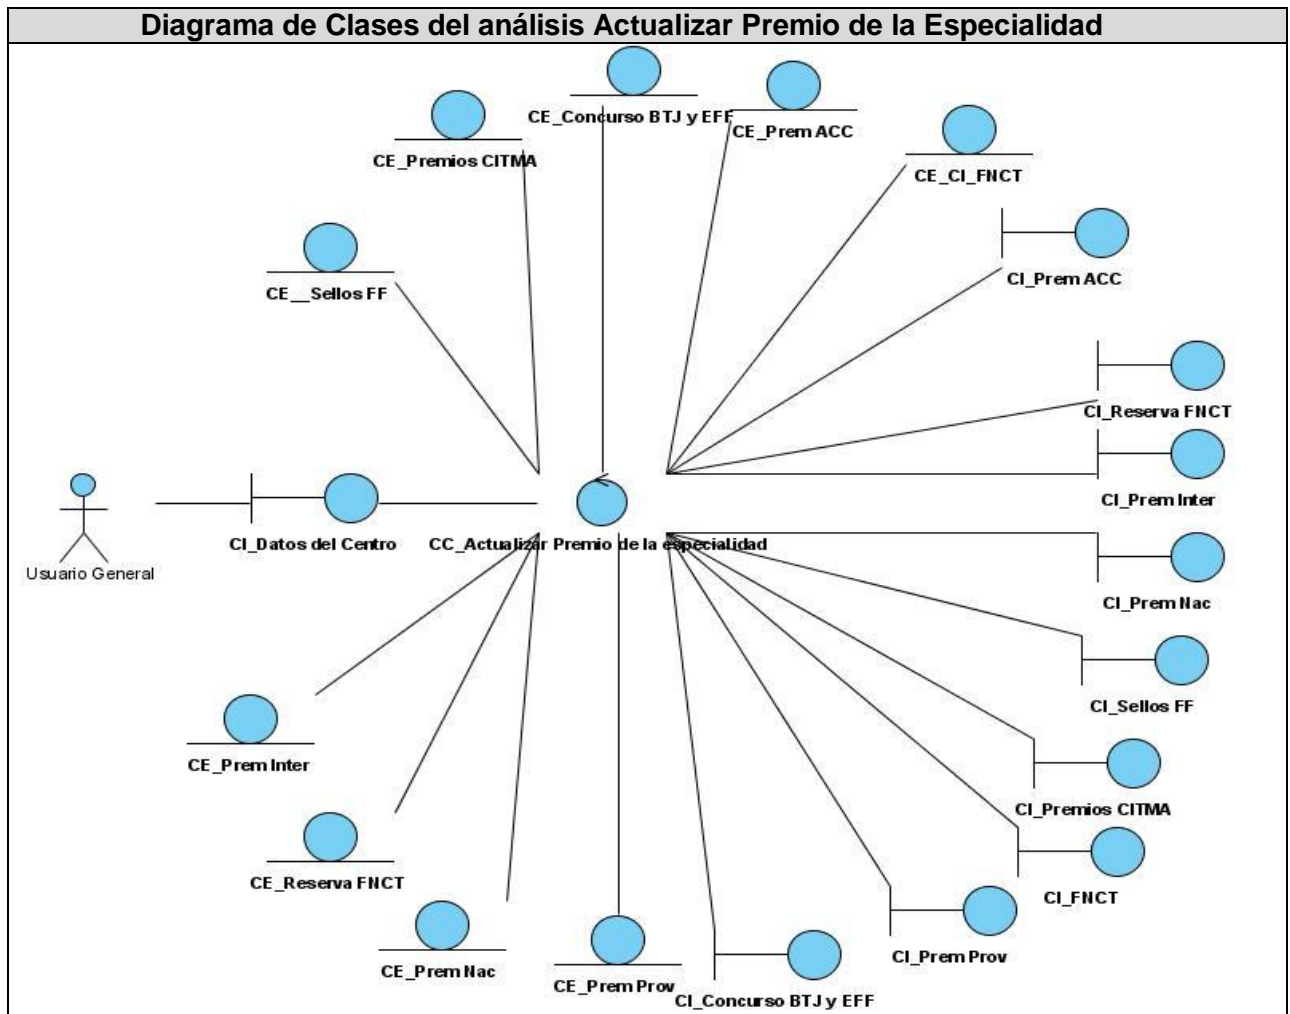 Diagrama de Clases del análisis Actualizar Premio de la Especialidad
CE_Concurso BTJ y EFF
CE_Prem ACC
CE_Premios CITMA
CE_CI_FNCT
CI_Prem ACC
CE__Sellos FF
CI_Reserva FNCT
CI_Prem Inter
CI_Datos del Centro
CC_Actualizar Premio de la especialidad
Usuario General
CI_Prem Nac
CI_Sellos FF
CE_Prem Inter
CI_Premios CITMA
CE_Reserva FNCT
CI_FNCT
CI_Prem Prov
CE_Prem Nac
CE_Prem Prov
CI_Concurso BTJ y EFF